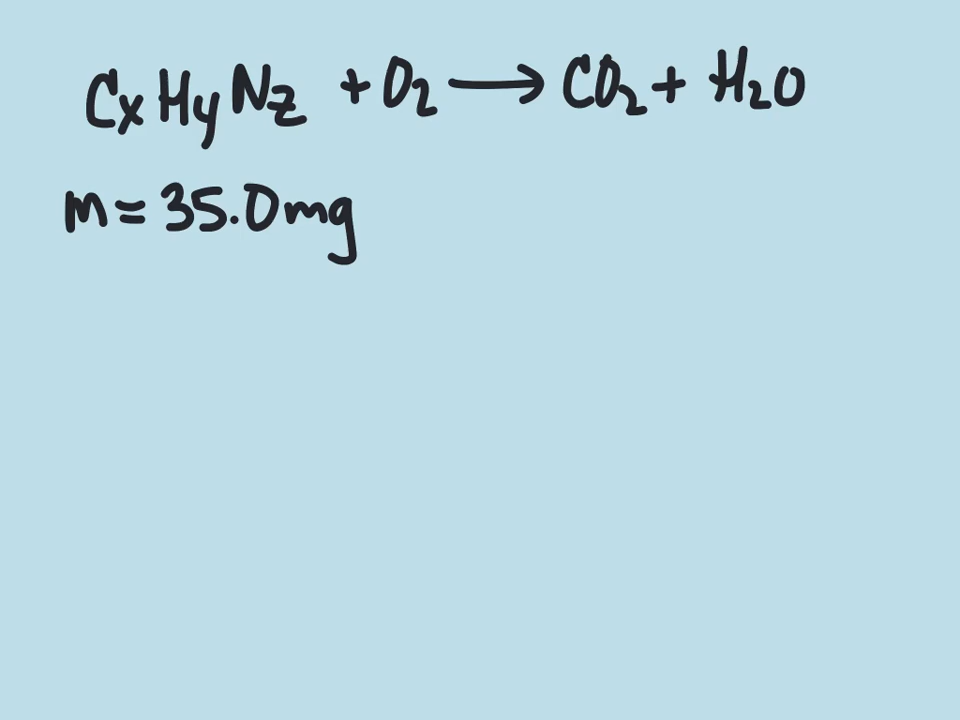 CxHyNz + O₂ → CO₂ + H₂O
m = 35.0mg